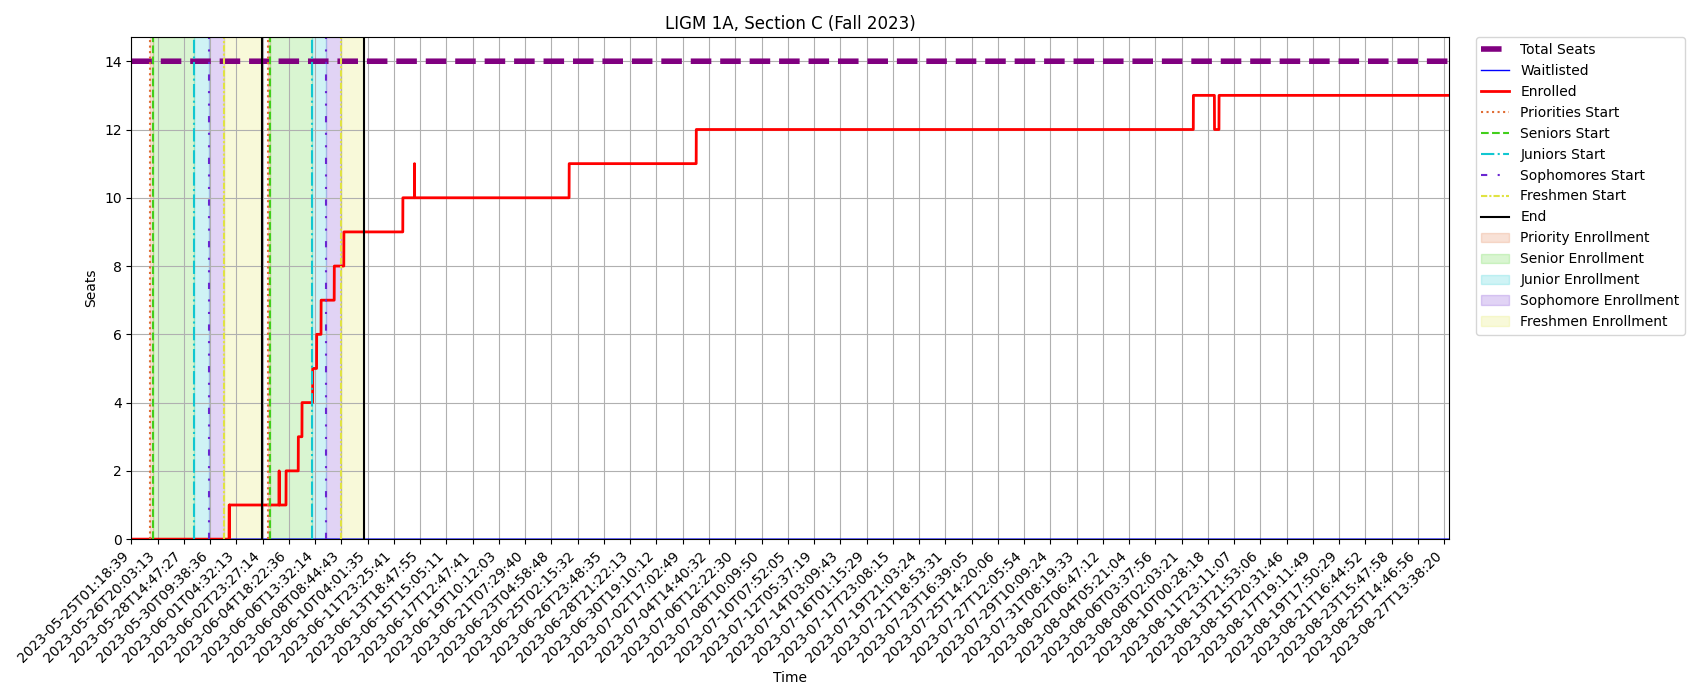 LIGM 1A, Section C (Fall 2023)
Seats
14
12
10
8
6
4
2
0
2023-05-25T01:18:39
2023-05-26T20:03:13
2023-05-28T14:47:27
2023-05-30T09:38:36
2023-06-01T04:32:13
2023-06-02T23:27:14
2023-06-04T18:22:36
2023-06-06T13:32:14
2023-06-08T08:44:43
2023-06-10T04:01:35
2023-06-11T23:25:41
2023-06-13T18:47:55
2023-06-15T15:05:11
2023-06-17T12:47:41
2023-06-19T10:12:03
2023-06-21T07:29:40
2023-06-23T04:58:48
2023-06-25T02:15:32
2023-06-26T23:48:35
2023-06-28T21:22:13
2023-06-30T19:10:12
2023-07-02T17:02:49
2023-07-04T14:40:32
2023-07-06T12:22:30
2023-07-08T10:09:50
2023-07-10T07:52:05
2023-07-12T05:37:19
2023-07-14T03:09:43
2023-07-16T01:15:29
2023-07-17T23:08:15
2023-07-19T21:03:24
2023-07-21T18:53:31
2023-07-23T16:39:05
2023-07-25T14:20:06
2023-07-27T12:05:54
2023-07-29T10:09:24
2023-07-31T08:19:33
2023-08-02T06:47:12
2023-08-04T05:21:04
2023-08-06T03:37:56
2023-08-08T02:03:21
2023-08-10T00:28:18
2023-08-11T23:11:07
2023-08-13T21:53:06
2023-08-15T20:31:46
2023-08-17T19:11:49
2023-08-19T17:50:29
2023-08-21T16:44:52
2023-08-23T15:47:58
2023-08-25T14:46:56
2023-08-27T13:38:20
Time
Total Seats
Waitlisted
Enrolled
Priorities Start
Seniors Start
Juniors Start
Sophomores Start
Freshmen Start
End
Priority Enrollment
Senior Enrollment
Junior Enrollment
Sophomore Enrollment
Freshmen Enrollment